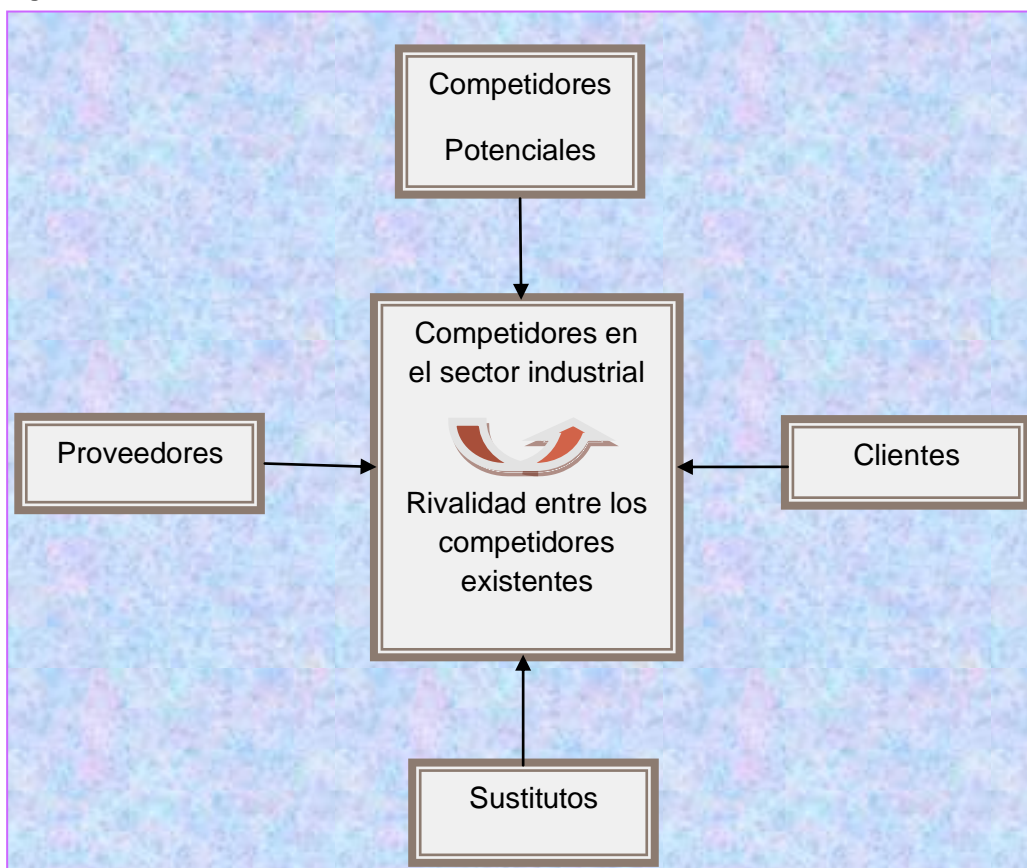 Competidores
Potenciales
Competidores en
el sector industrial
Proveedores
Clientes
Rivalidad entre los
competidores
existentes
Sustitutos